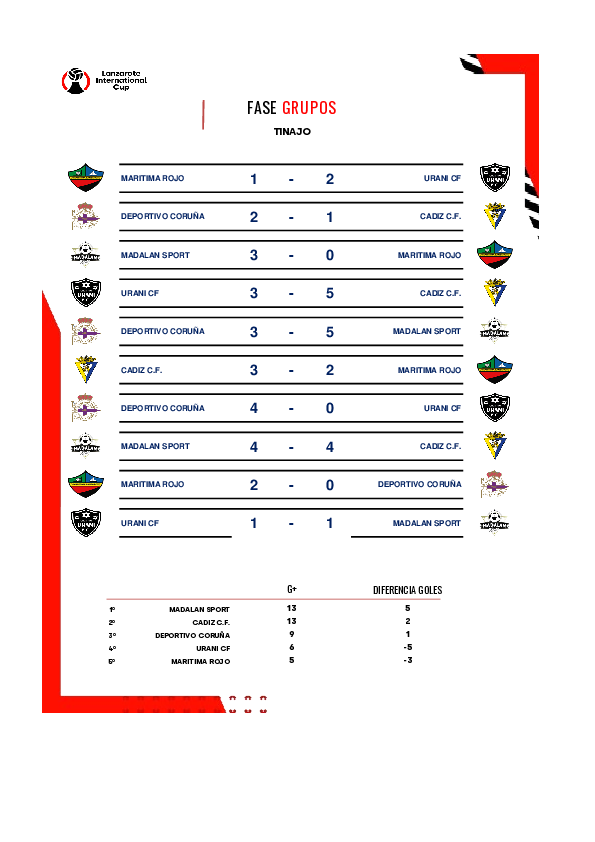 Lanzarote
International
Cup
FASE GRUPOS
TINAJO
MARITIMA ROJO 1 - 2 URANI CF
DEPORTIVO CORUÑA 2 - 1 CADIZ C.F.
MADALAN SPORT 3 - 0 MARITIMA ROJO
URANI CF 3 - 5 CADIZ C.F.
DEPORTIVO CORUÑA 3 - 5 MADALAN SPORT
CADIZ C.F. 3 - 2 MARITIMA ROJO
DEPORTIVO CORUÑA 4 - 0 URANI CF
MADALAN SPORT 4 - 4 CADIZ C.F.
MARITIMA ROJO 2 - 0 DEPORTIVO CORUÑA
URANI CF 1 - 1 MADALAN SPORT
G+ DIFERENCIA GOLES
1º MADALAN SPORT 13 5
2º CADIZ C.F. 13 2
3º DEPORTIVO CORUÑA 9 1
4º URANI CF 6 -5
5º MARITIMA ROJO 5 -3